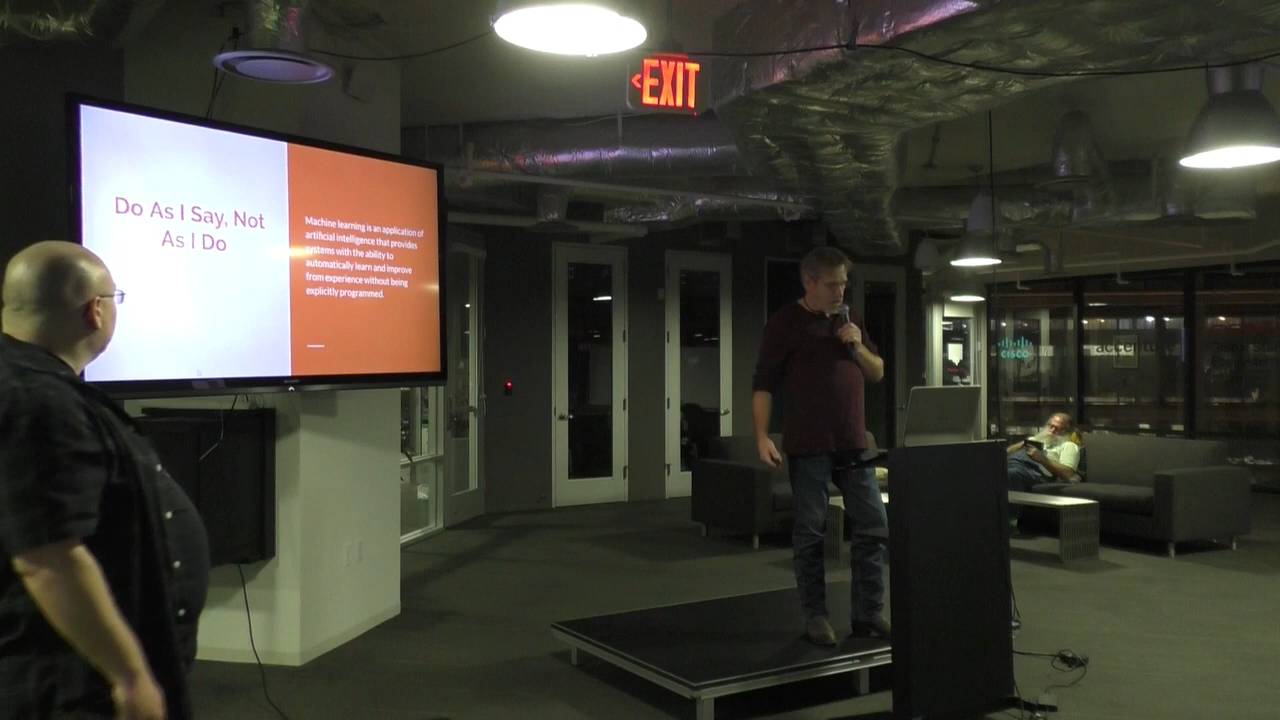 <EXIT
Do As I Say, Not
As I Do
Machine learning is an application of
artificial intelligence that provides
systems with the ability to
automatically learn and improve
from experience without being
explicitly programmed.
CISCO